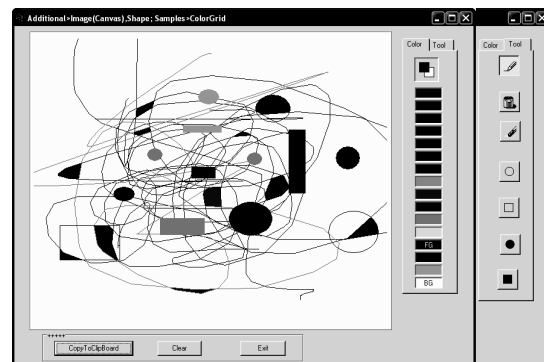 Additional>Image(Canvas),Shape; Samples>ColorGrid
Color Tool
Color Tool
FG
BG
+++++
CopyToClipBoard Clear Exit